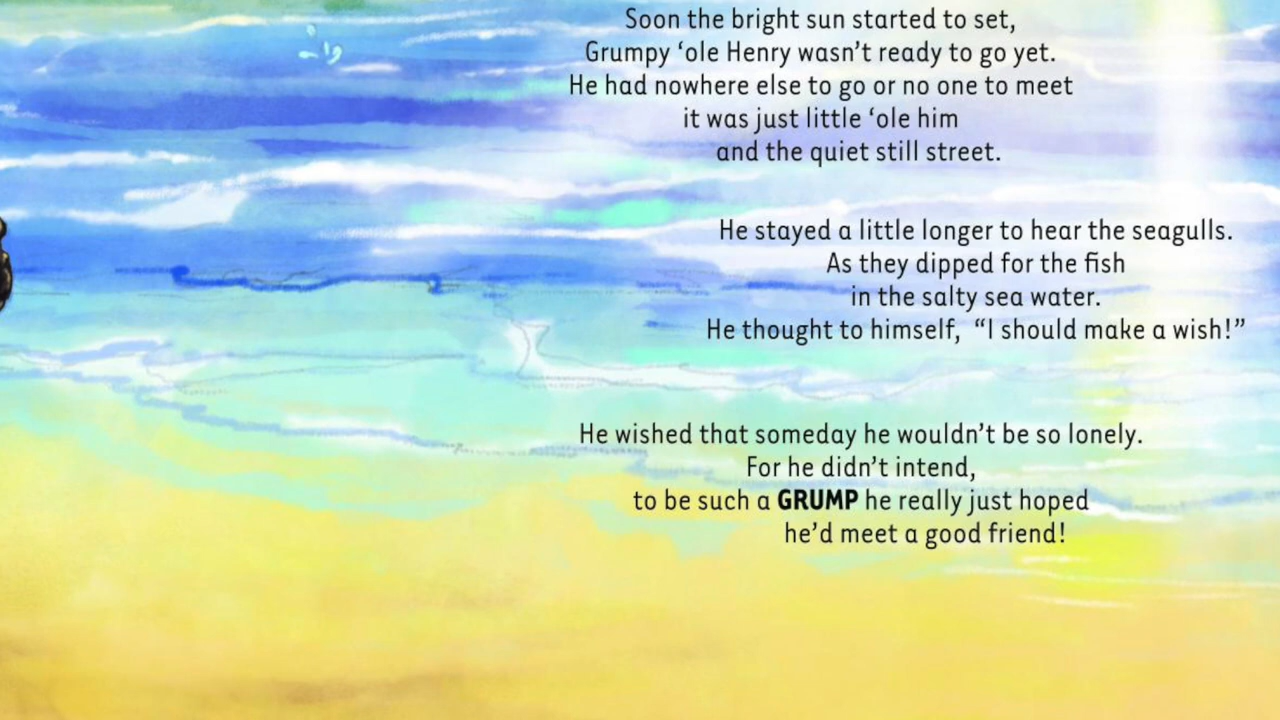 Soon the bright sun started to set,
Grumpy ‘ole Henry wasn’t ready to go yet.
He had nowhere else to go or no one to meet
it was just little ‘ole him
and the quiet still street.
He stayed a little longer to hear the seagulls.
As they dipped for the fish
in the salty sea water.
He thought to himself, “I should make a wish!”
He wished that someday he wouldn’t be so lonely.
For he didn’t intend,
to be such a GRUMP he really just hoped
he’d meet a good friend!